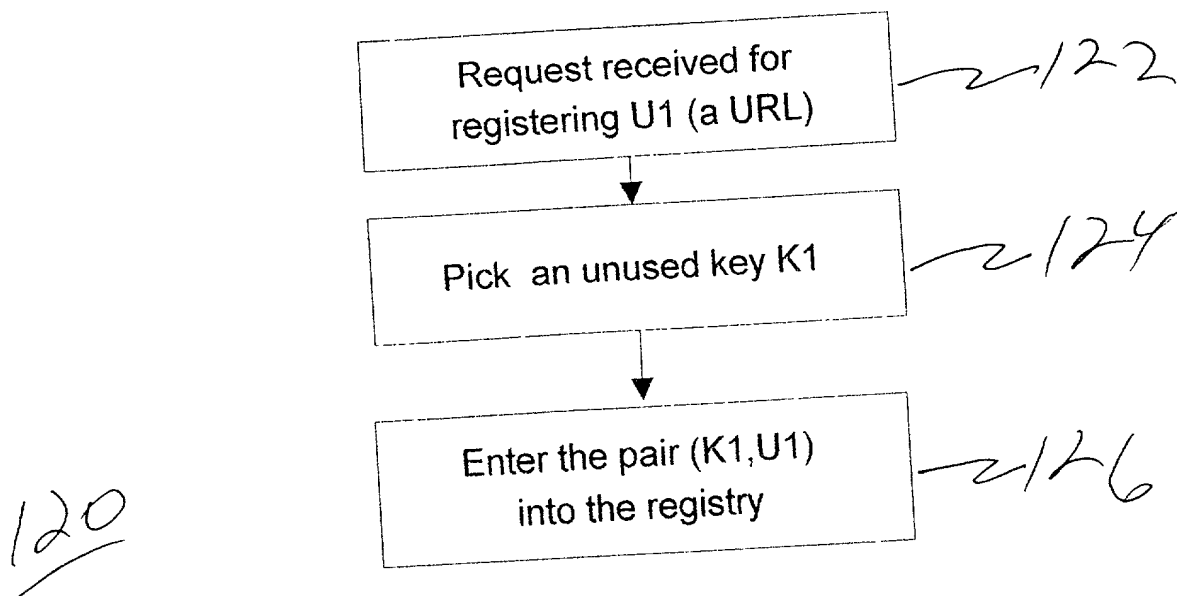 Request received for
registering U1 (a URL)
122
Pick an unused key K1
124
Enter the pair (K1,U1)
into the registry
126
120